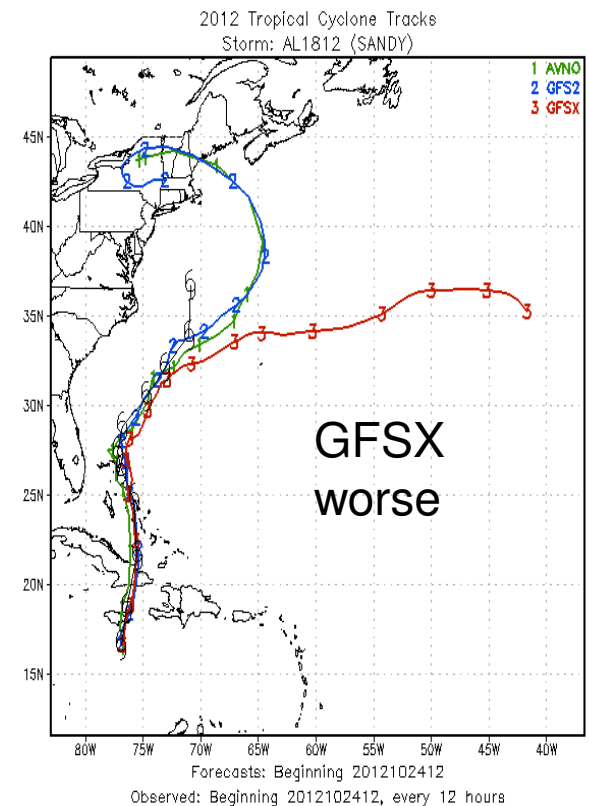 2012 Tropical Cyclone Tracks
Storm: AL1812 (SANDY)
1 AVNO
2 GFS2
3 GFSX
45N
40N
35N
30N
25N
20N
15N
GFSX
worse
80W 75W 70W 65W 60W 55W 50W 45W 40W
Forecasts: Beginning 2012102412
Observed: Beginning 2012102412, every 12 hours